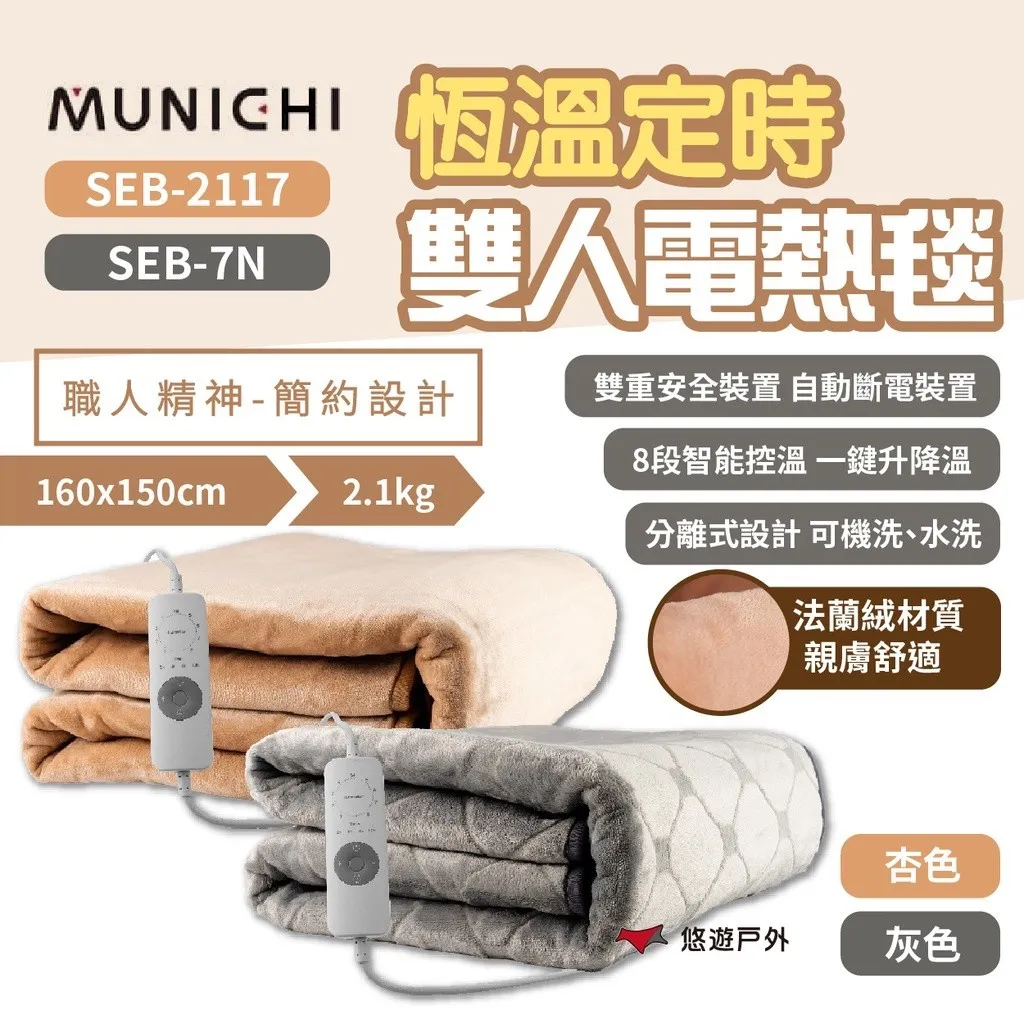 MUNICHI
SEB-2117
SEB-7N
恆溫定時
雙人電熱毯
職人精神-簡約設計
160x150cm
2.1kg
雙重安全裝置 自動斷電裝置
8段智能控溫 一鍵升降溫
分離式設計 可機洗、水洗
法蘭絨材質
親膚舒適
杏色
灰色
悠遊戶外